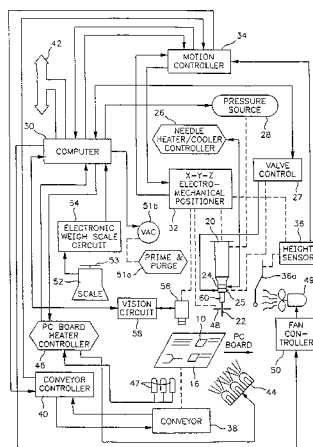 42
34
MOTION
CONTROLLER
30
26
PRESSURE
SOURCE
NEEDLE
HEATER/COOLER
CONTROLLER
28
COMPUTER
X-Y-Z
ELECTRO-
MECHANICAL
POSITIONER
VALVE
CONTROL
27
54
51b
VAC
32
20
36
ELECTRONIC
WEIGH SCALE
CIRCUIT
HEIGHT
SENSOR
53
PRIME &
PURGE
24
36a
49
52
SCALE
51a
56
60
25
22
VISION
CIRCUIT
48
10
58
PC BOARD
HEATER
CONTROLLER
PC
BOARD
FAN CON-
TROLLER
46
16
50
47
44
CONVEYOR
CONTROLLER
40
CONVEYOR
38